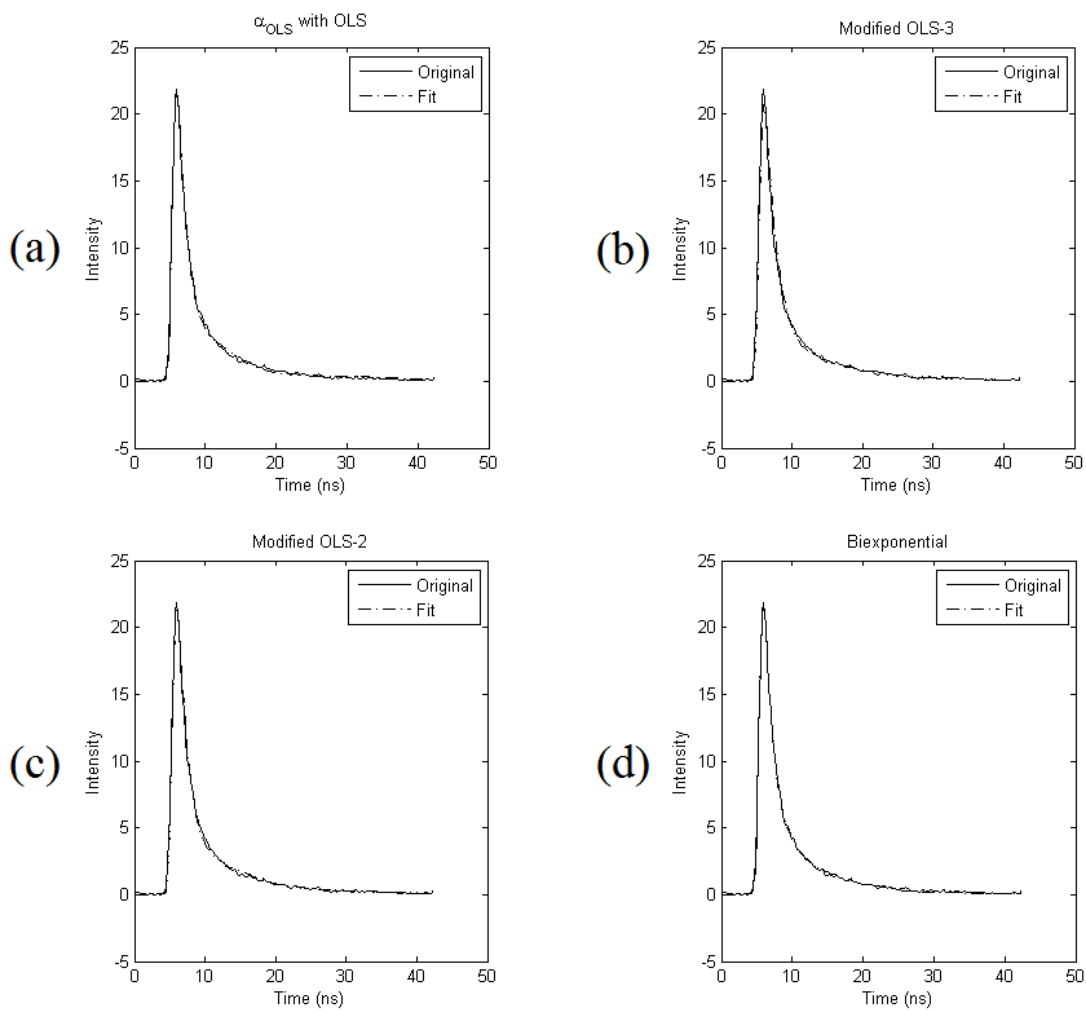 α_OLS with OLS
25
20
15
10
5
0
-5
Intensity
Original
Fit
0 10 20 30 40 50
Time (ns)
(a)
Modified OLS-3
25
20
15
10
5
0
-5
Intensity
Original
Fit
0 10 20 30 40 50
Time (ns)
(b)
Modified OLS-2
25
20
15
10
5
0
-5
Intensity
Original
Fit
0 10 20 30 40 50
Time (ns)
(c)
Biexponential
25
20
15
10
5
0
-5
Intensity
Original
Fit
0 10 20 30 40 50
Time (ns)
(d)